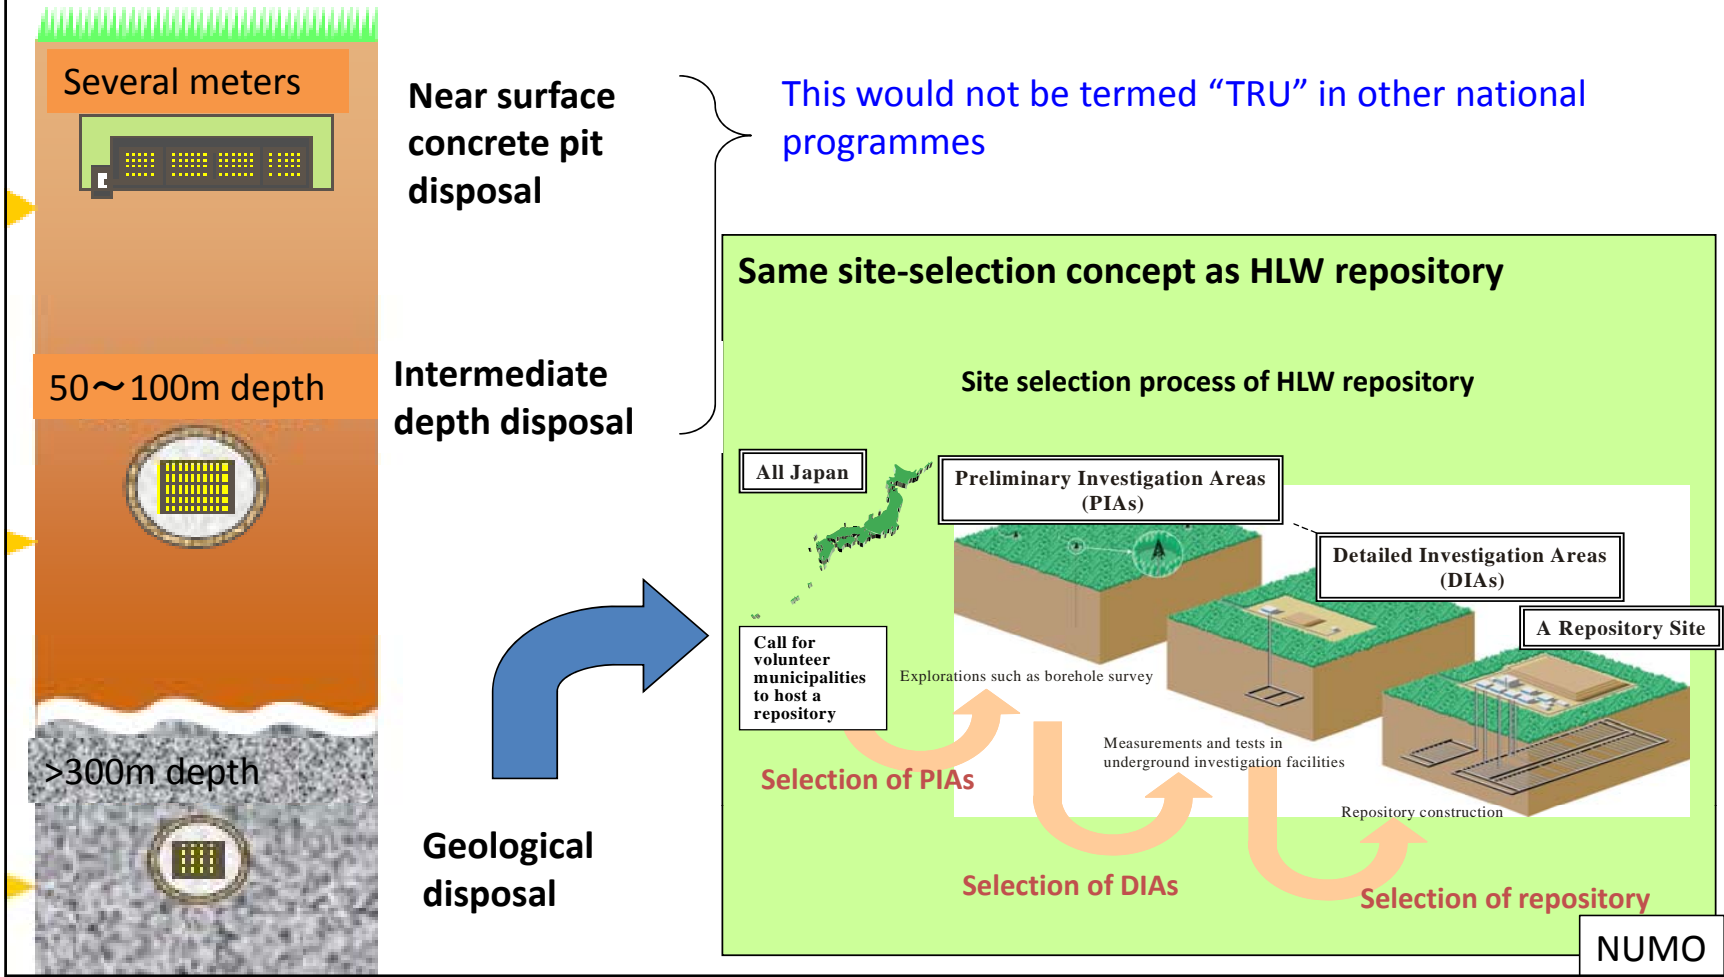 Several meters
Near surface
concrete pit
disposal
This would not be termed “TRU” in other national
programmes
50～100m depth
Intermediate
depth disposal
>300m depth
Geological
disposal
Same site-selection concept as HLW repository
Site selection process of HLW repository
All Japan
Preliminary Investigation Areas
(PIAs)
Detailed Investigation Areas
(DIAs)
A Repository Site
Call for
volunteer
municipalities
to host a
repository
Explorations such as borehole survey
Measurements and tests in
underground investigation facilities
Repository construction
Selection of PIAs
Selection of DIAs
Selection of repository
NUMO